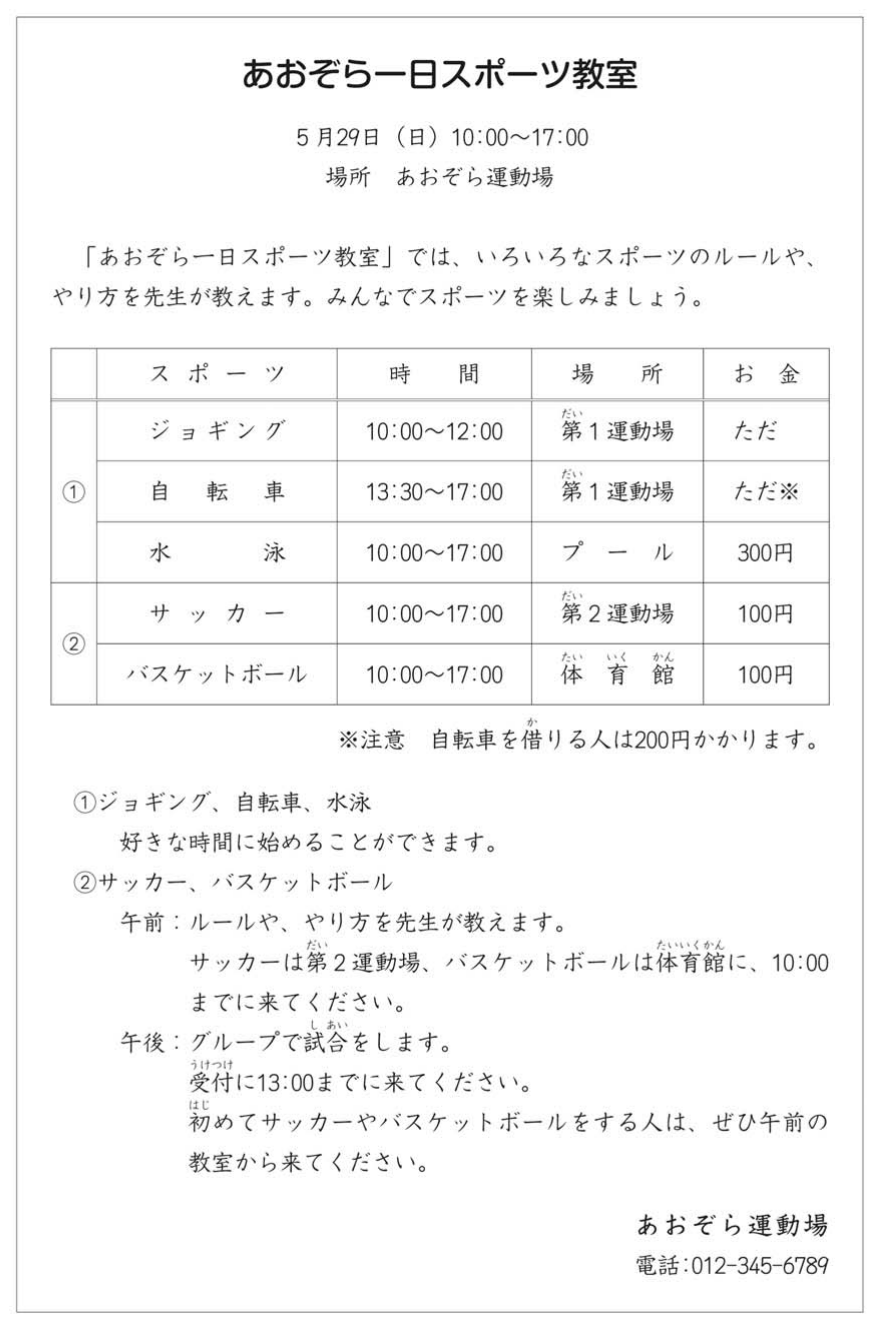 あおぞら一日スポーツ教室
5月29日（日）10:00～17:00
場所　あおぞら運動場
「あおぞら一日スポーツ教室」では、いろいろなスポーツのルールや、
やり方を先生が教えます。みんなでスポーツを楽しみましょう。
スポーツ　時間　場所　お金
① ジョギング　10:00～12:00　第1運動場　ただ
自転車　13:30～17:00　第1運動場　ただ※
水泳　10:00～17:00　プール　300円
② サッカー　10:00～17:00　第2運動場　100円
バスケットボール　10:00～17:00　体育館　100円
※注意　自転車を借りる人は200円かかります。
①ジョギング、自転車、水泳
好きな時間に始めることができます。
②サッカー、バスケットボール
午前：ルールや、やり方を先生が教えます。
サッカーは第2運動場、バスケットボールは体育館に、10:00
までに来てください。
午後：グループで試合をします。
受付に13:00までに来てください。
初めてサッカーやバスケットボールをする人は、ぜひ午前の
教室から来てください。
あおぞら運動場
電話：012-345-6789